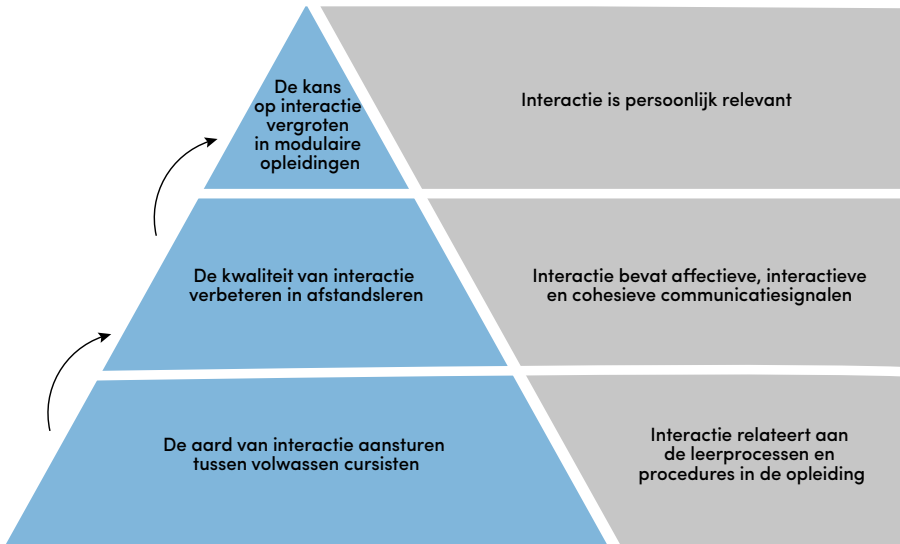 De kans
op interactie
vergroten
in modulaire
opleidingen
Interactie is persoonlijk relevant
De kwaliteit van interactie
verbeteren in afstandsleren
Interactie bevat affectieve, interactieve
en cohesieve communicatiesignalen
De aard van interactie aansturen
tussen volwassen cursisten
Interactie relateert aan
de leerprocessen en
procedures in de opleiding